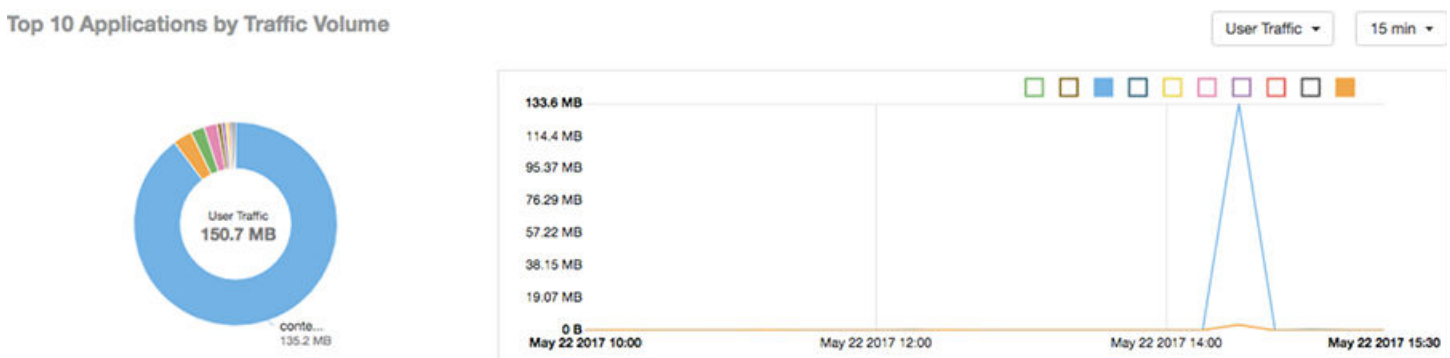 Top 10 Applications by Traffic Volume
User Traffic
15 min
User Traffic
150.7 MB
conte...
135.2 MB
133.6 MB
114.4 MB
95.37 MB
76.29 MB
57.22 MB
38.15 MB
19.07 MB
0 B
May 22 2017 10:00
May 22 2017 12:00
May 22 2017 14:00
May 22 2017 15:30